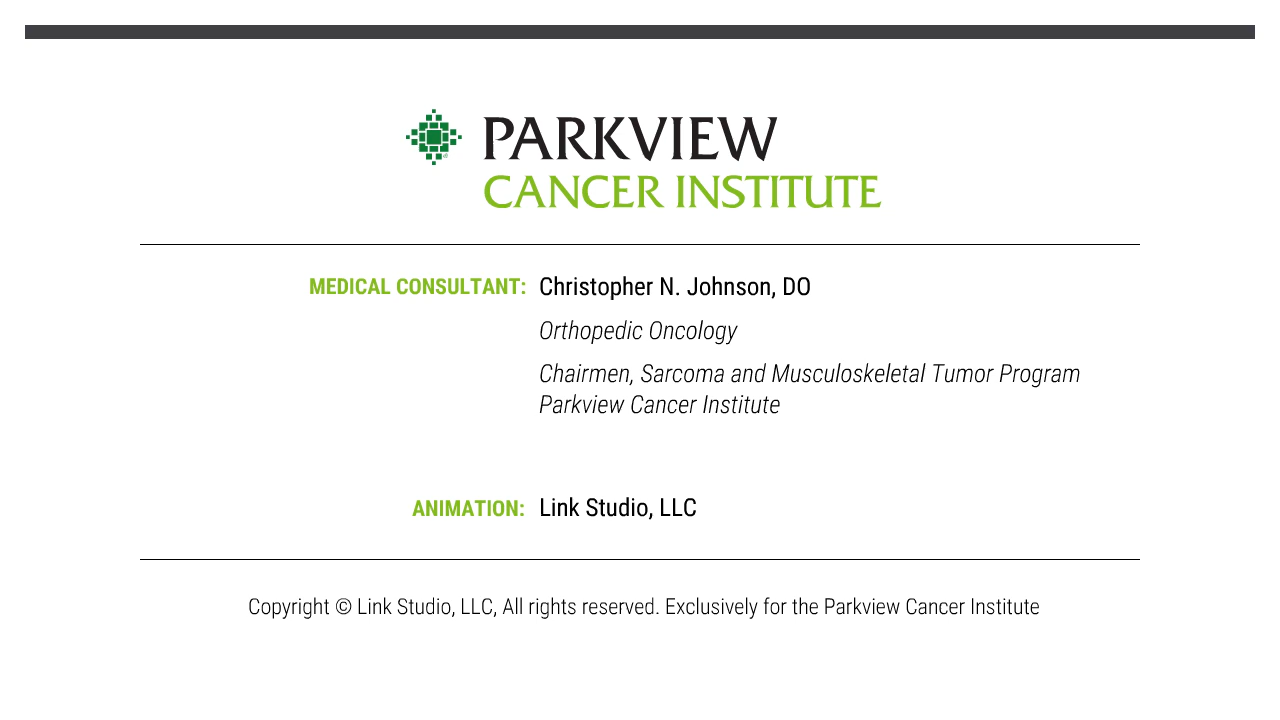 PARKVIEW
CANCER INSTITUTE
MEDICAL CONSULTANT: Christopher N. Johnson, DO
Orthopedic Oncology
Chairmen, Sarcoma and Musculoskeletal Tumor Program
Parkview Cancer Institute
ANIMATION: Link Studio, LLC
Copyright © Link Studio, LLC, All rights reserved. Exclusively for the Parkview Cancer Institute